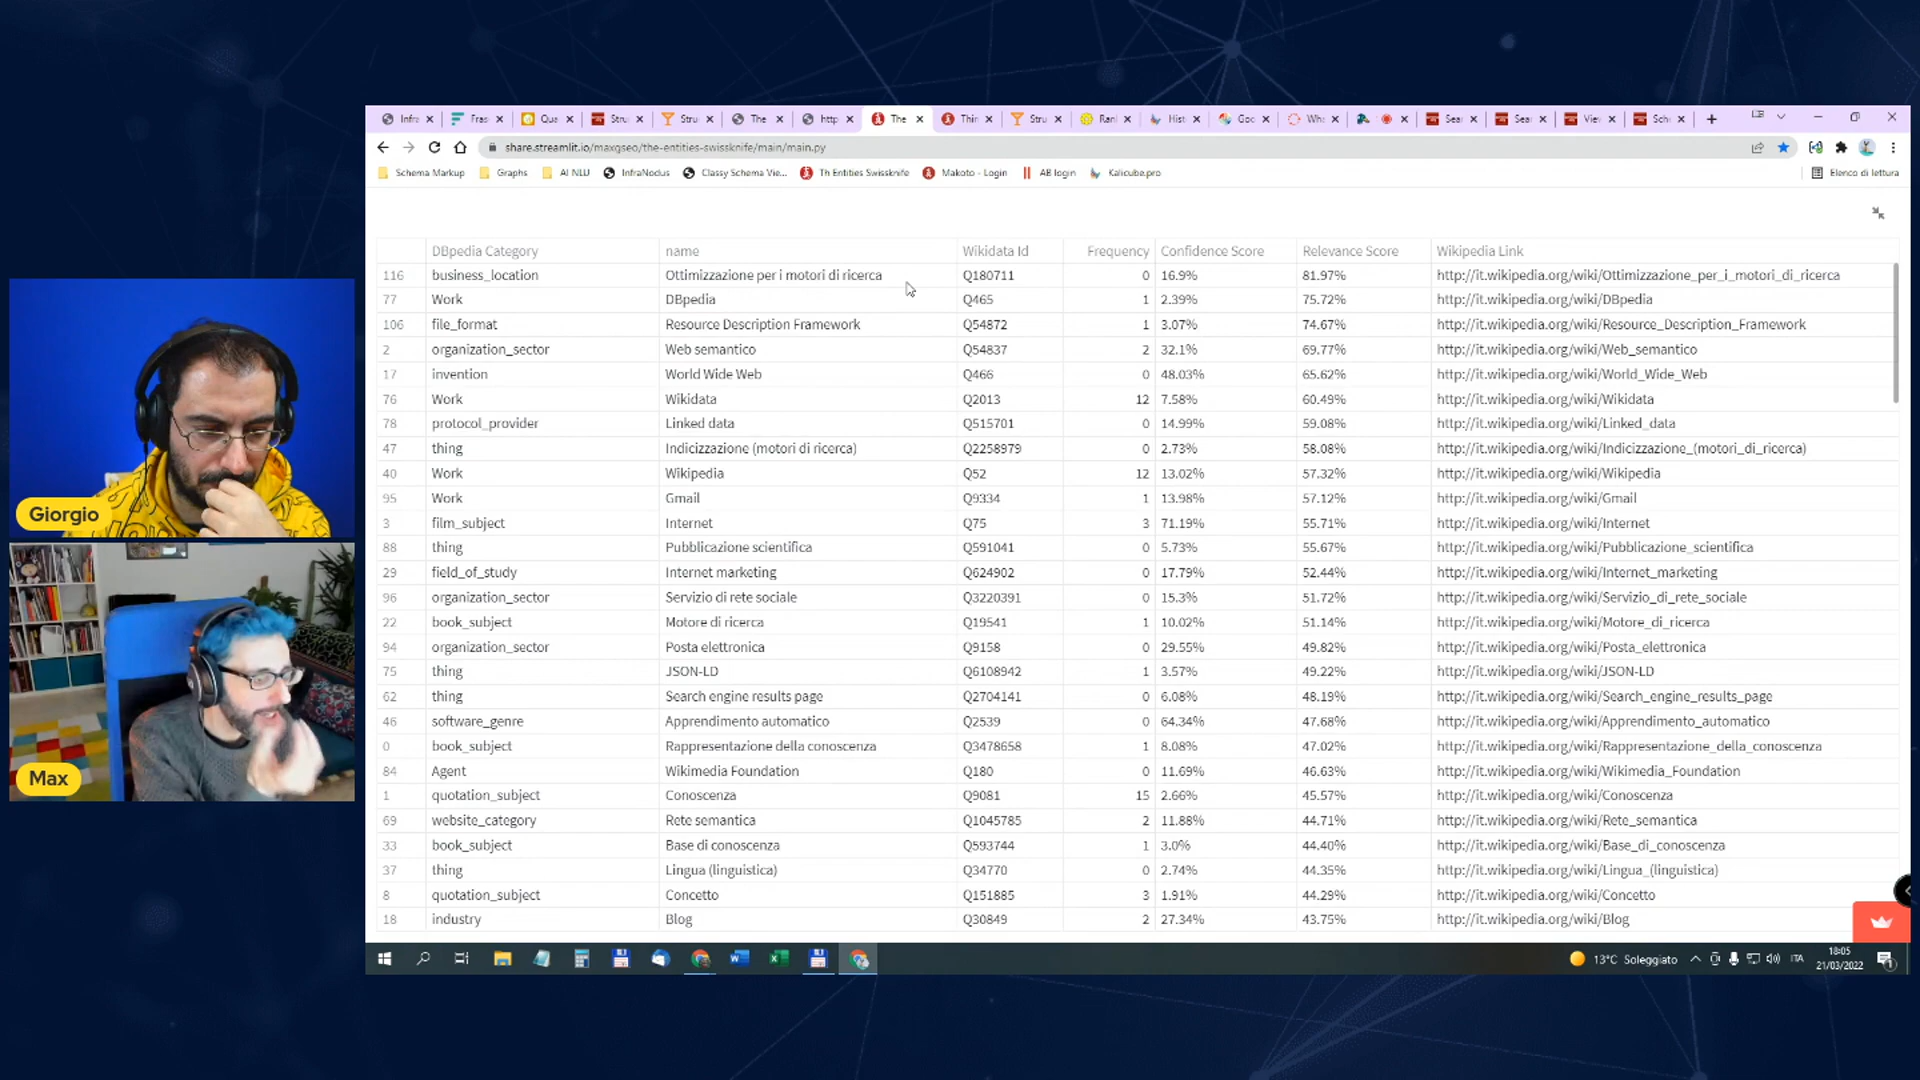 Infra Fras Qua Stru Stru The http The Thin Stru Rank Hist Goo Wha Sear Sear View Sche
share.streamlit.io/maxgseo/the-entities-swissknife/main/main.py
Schema Markup Graphs AI NLU InfraNodus Classy Schema Vie... Th Entities Swissknife Makoto - Login AB login Kalicube.pro Elenco di lettura
DBpedia Category name Wikidata Id Frequency Confidence Score Relevance Score Wikipedia Link
116 business_location Ottimizzazione per i motori di ricerca Q180711 0 16.9% 81.97% http://it.wikipedia.org/wiki/Ottimizzazione_per_i_motori_di_ricerca
77 Work DBpedia Q465 1 2.39% 75.72% http://it.wikipedia.org/wiki/DBpedia
106 file_format Resource Description Framework Q54872 1 3.07% 74.67% http://it.wikipedia.org/wiki/Resource_Description_Framework
2 organization_sector Web semantico Q54837 2 32.1% 69.77% http://it.wikipedia.org/wiki/Web_semantico
17 invention World Wide Web Q466 0 48.03% 65.62% http://it.wikipedia.org/wiki/World_Wide_Web
76 Work Wikidata Q2013 12 7.58% 60.49% http://it.wikipedia.org/wiki/Wikidata
78 protocol_provider Linked data Q515701 0 14.99% 59.08% http://it.wikipedia.org/wiki/Linked_data
47 thing Indicizzazione (motori di ricerca) Q2258979 0 2.73% 58.08% http://it.wikipedia.org/wiki/Indicizzazione_(motori_di_ricerca)
40 Work Wikipedia Q52 12 13.02% 57.32% http://it.wikipedia.org/wiki/Wikipedia
95 Work Gmail Q9334 1 13.98% 57.12% http://it.wikipedia.org/wiki/Gmail
3 film_subject Internet Q75 3 71.19% 55.71% http://it.wikipedia.org/wiki/Internet
88 thing Pubblicazione scientifica Q591041 0 5.73% 55.67% http://it.wikipedia.org/wiki/Pubblicazione_scientifica
29 field_of_study Internet marketing Q624902 0 17.79% 52.44% http://it.wikipedia.org/wiki/Internet_marketing
96 organization_sector Servizio di rete sociale Q3220391 0 15.3% 51.72% http://it.wikipedia.org/wiki/Servizio_di_rete_sociale
22 book_subject Motore di ricerca Q19541 1 10.02% 51.14% http://it.wikipedia.org/wiki/Motore_di_ricerca
94 organization_sector Posta elettronica Q9158 0 29.55% 49.82% http://it.wikipedia.org/wiki/Posta_elettronica
75 thing JSON-LD Q6108942 1 3.57% 49.22% http://it.wikipedia.org/wiki/JSON-LD
62 thing Search engine results page Q2704141 0 6.08% 48.19% http://it.wikipedia.org/wiki/Search_engine_results_page
46 software_genre Apprendimento automatico Q2539 0 64.34% 47.68% http://it.wikipedia.org/wiki/Apprendimento_automatico
0 book_subject Rappresentazione della conoscenza Q3478658 1 8.08% 47.02% http://it.wikipedia.org/wiki/Rappresentazione_della_conoscenza
84 Agent Wikimedia Foundation Q180 0 11.69% 46.63% http://it.wikipedia.org/wiki/Wikimedia_Foundation
1 quotation_subject Conoscenza Q9081 15 2.66% 45.57% http://it.wikipedia.org/wiki/Conoscenza
69 website_category Rete semantica Q1045785 2 11.88% 44.71% http://it.wikipedia.org/wiki/Rete_semantica
33 book_subject Base di conoscenza Q593744 1 3.0% 44.40% http://it.wikipedia.org/wiki/Base_di_conoscenza
37 thing Lingua (linguistica) Q34770 0 2.74% 44.35% http://it.wikipedia.org/wiki/Lingua_(linguistica)
8 quotation_subject Concetto Q151885 3 1.91% 44.29% http://it.wikipedia.org/wiki/Concetto
18 industry Blog Q30849 2 27.34% 43.75% http://it.wikipedia.org/wiki/Blog
Giorgio
Max
13°C Soleggiato ITA 18:05
21/03/2022